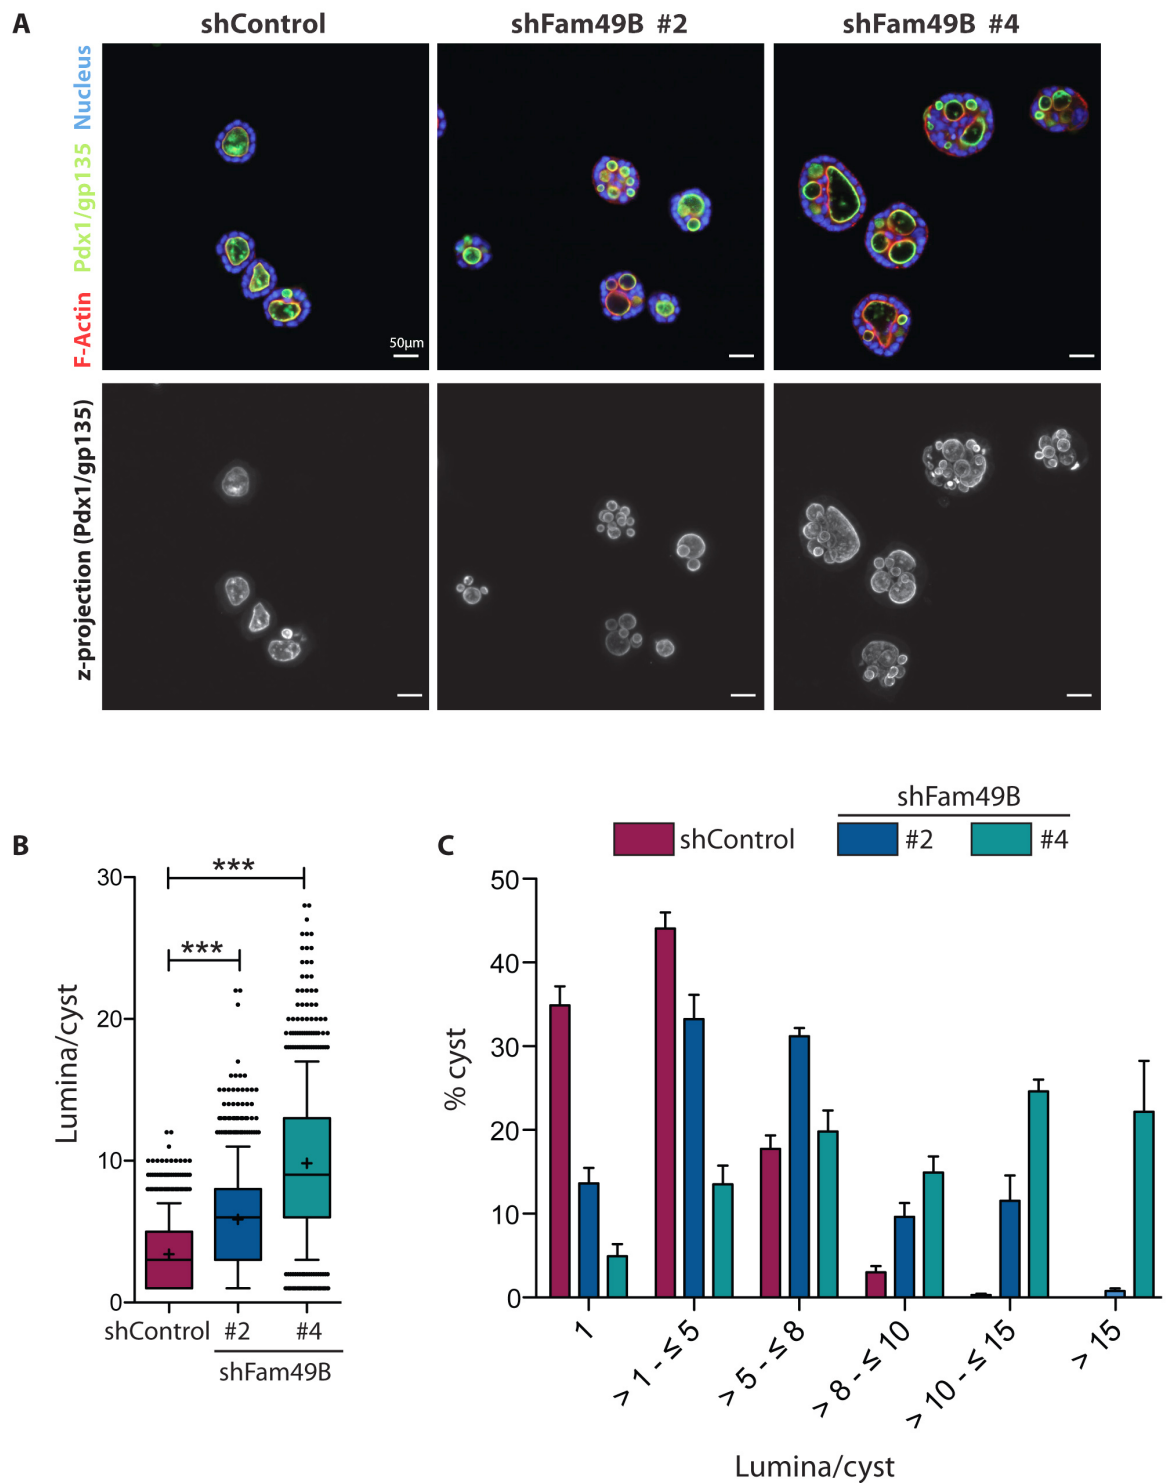 A
shControl
shFam49B #2
shFam49B #4
F-Actin Pdx1/gp135 Nucleus
50µm
z-projection (Pdx1/gp135)
B
Lumina/cyst
30
20
10
0
***
***
shControl #2 #4
shFam49B
C
shFam49B
shControl #2 #4
% cyst
50
40
30
20
10
0
1
> 1 - ≤ 5
> 5 - ≤ 8
> 8 - ≤ 10
> 10 - ≤ 15
> 15
Lumina/cyst